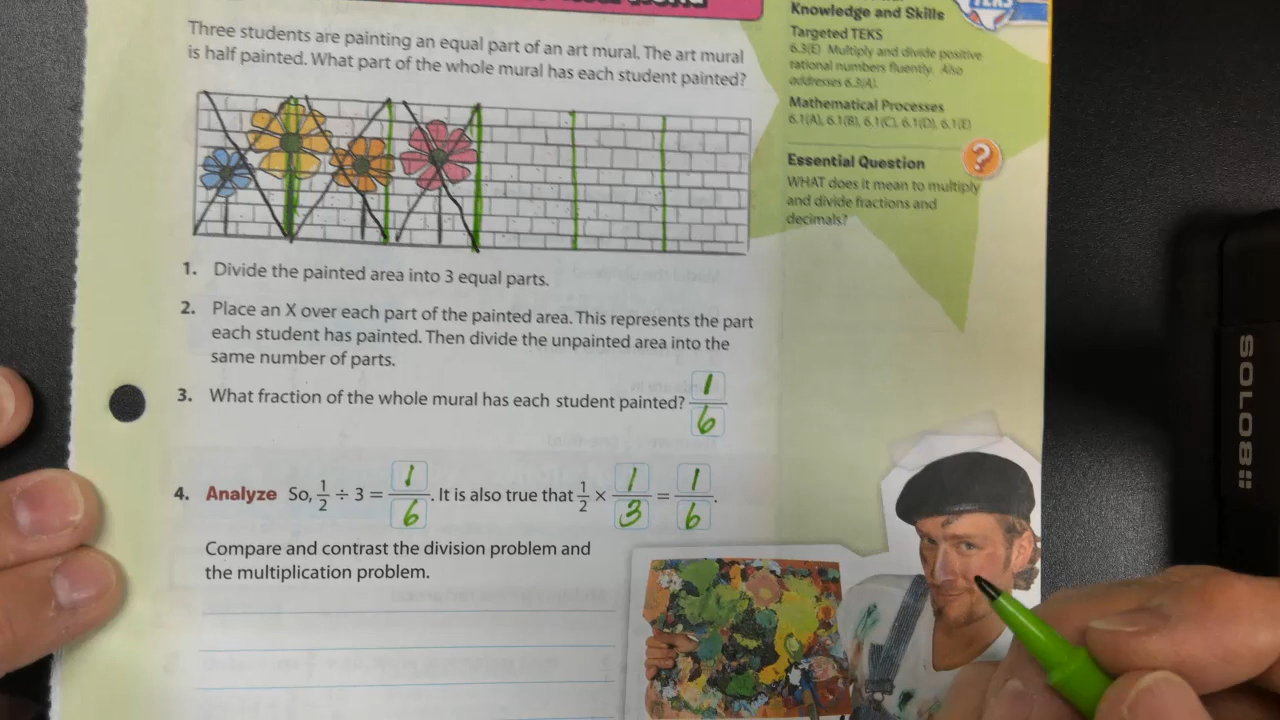 Three students are painting an equal part of an art mural. The art mural
is half painted. What part of the whole mural has each student painted?
1. Divide the painted area into 3 equal parts.
2. Place an X over each part of the painted area. This represents the part
each student has painted. Then divide the unpainted area into the
same number of parts.
3. What fraction of the whole mural has each student painted? 1/6
4. Analyze So, 1/2 ÷ 3 = 1/6. It is also true that 1/2 × 1/3 = 1/6.
Compare and contrast the division problem and
the multiplication problem.
TEKS
Knowledge and Skills
Targeted TEKS
6.3(E) Multiply and divide positive
rational numbers fluently. Also
addresses 6.3(A).
Mathematical Processes
6.1(A), 6.1(B), 6.1(C), 6.1(D), 6.1(E)
Essential Question
?
WHAT does it mean to multiply
and divide fractions and
decimals?
SOLO8